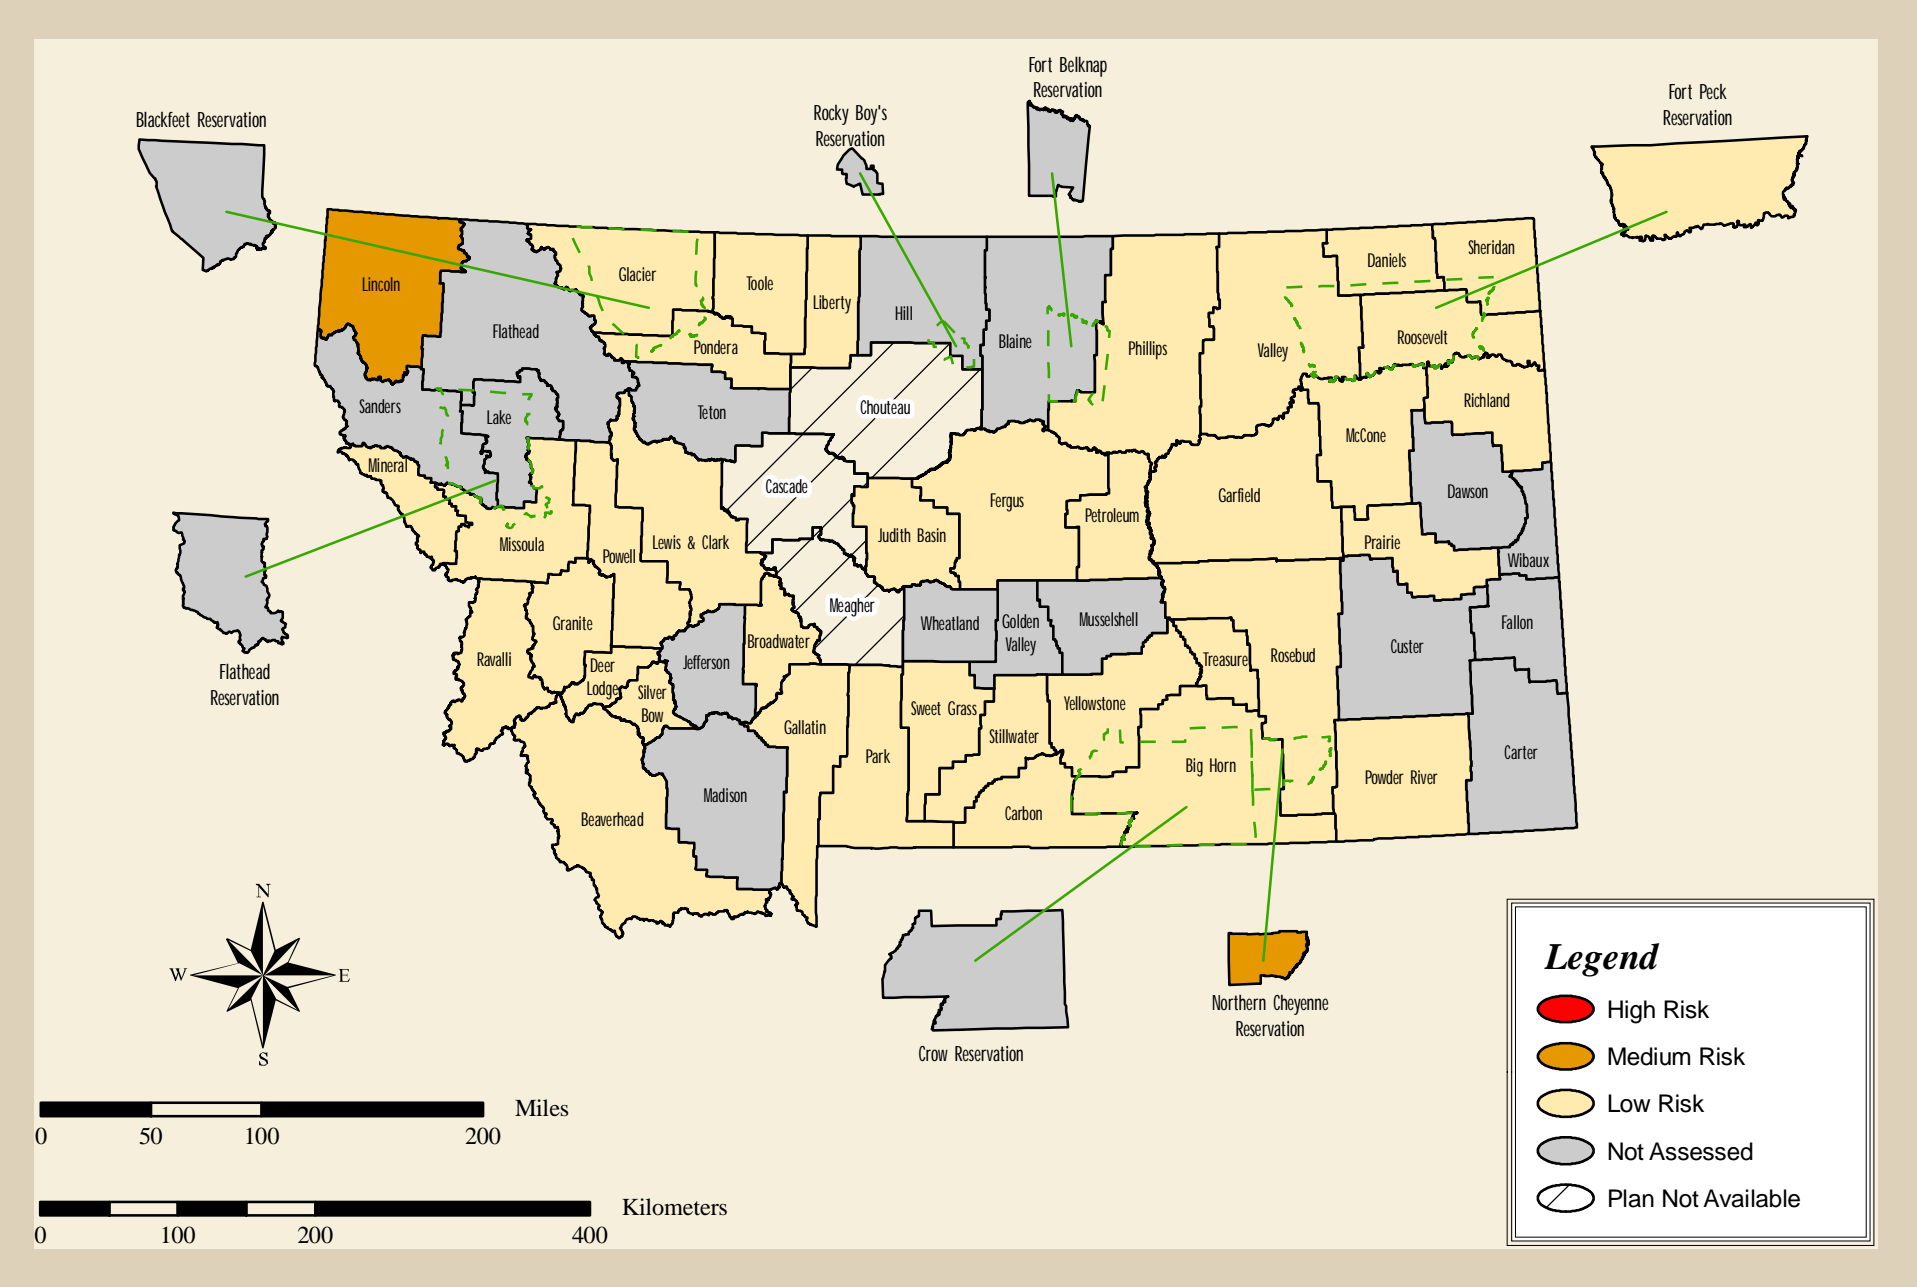 Fort Belknap
Reservation
Fort Peck
Reservation
Rocky Boy's
Reservation
Blackfeet Reservation
Sheridan
Daniels
Glacier
Toole
Lincoln
Liberty
Hill
Flathead
Blaine
Roosevelt
Pondera
Phillips
Valley
Richland
Sanders
Chouteau
Teton
Lake
McCone
Mineral
Cascade
Dawson
Garfield
Fergus
Petroleum
Judith Basin
Missoula
Lewis & Clark
Prairie
Powell
Wibaux
Meagher
Granite
Wheatland
Golden
Valley
Musselshell
Fallon
Broadwater
Custer
Ravalli
Jefferson
Treasure
Rosebud
Deer
Lodge
Silver
Bow
Flathead
Reservation
Yellowstone
Sweet Grass
Gallatin
Stillwater
Park
Carter
Big Horn
Powder River
Madison
Carbon
Beaverhead
N
W
E
S
Northern Cheyenne
Reservation
Crow Reservation
Legend
High Risk
Medium Risk
Low Risk
Not Assessed
Plan Not Available
Miles
0 50 100 200
Kilometers
0 100 200 400